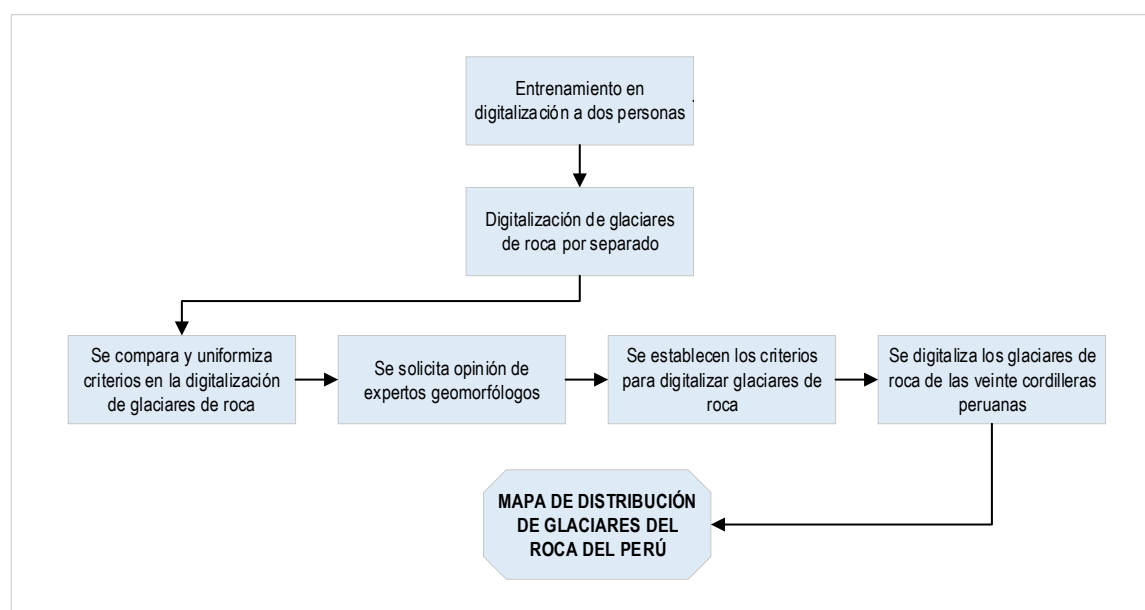 Entrenamiento en
digitalización a dos personas
Digitalización de glaciares
de roca por separado
Se compara y uniformiza
criterios en la digitalización
de glaciares de roca
Se solicita opinión de
expertos geomorfólogos
Se establecen los criterios
para digitalizar glaciares de
roca
Se digitaliza los glaciares de
roca de las veinte cordilleras
peruanas
MAPA DE DISTRIBUCIÓN
DE GLACIARES DEL
ROCA DEL PERÚ